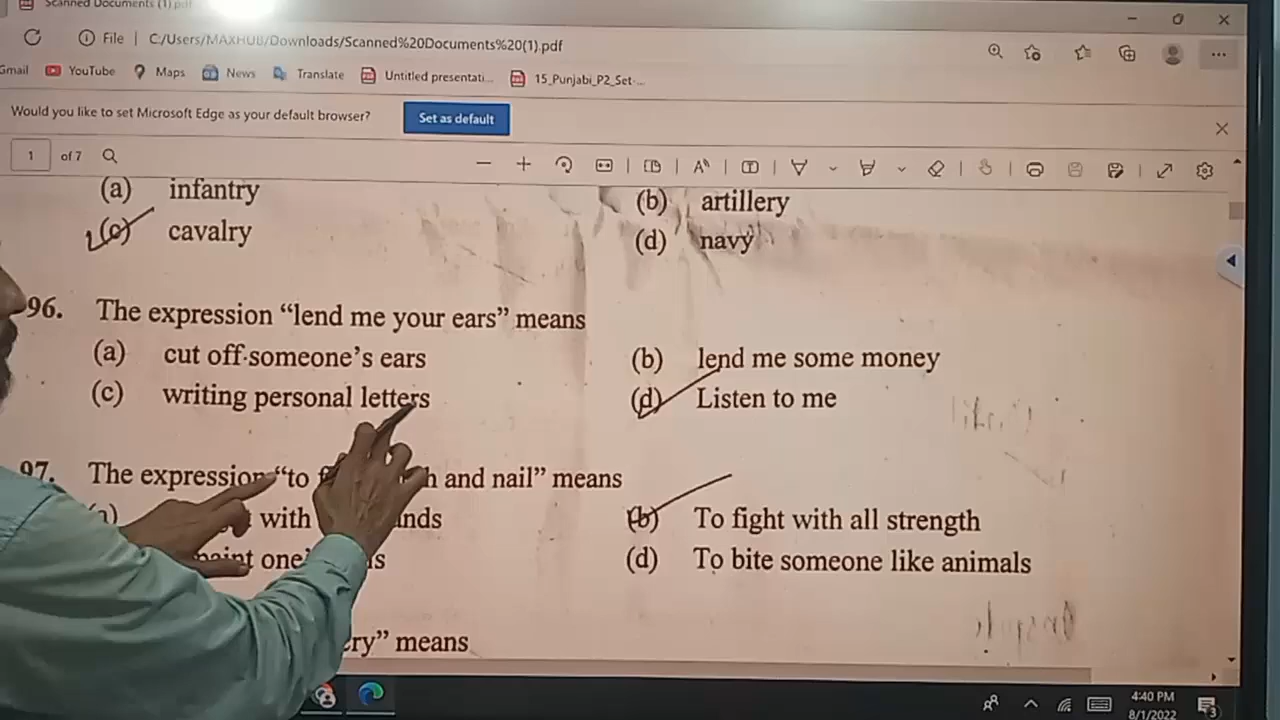 Scanned Documents (1).pdf
File | C:/Users/MAXHUB/Downloads/Scanned%20Documents%20(1).pdf
Gmail YouTube Maps News Translate Untitled presentati... 15_Punjabi_P2_Set-...
Would you like to set Microsoft Edge as your default browser? Set as default
1 of 7
(a) infantry (b) artillery
(c) cavalry (d) navy
96. The expression “lend me your ears” means
(a) cut off someone’s ears (b) lend me some money
(c) writing personal letters (d) Listen to me
97. The expression “to and nail” means
with (b) To fight with all strength
paint (d) To bite someone like animals
means
4:40 PM
8/1/2022